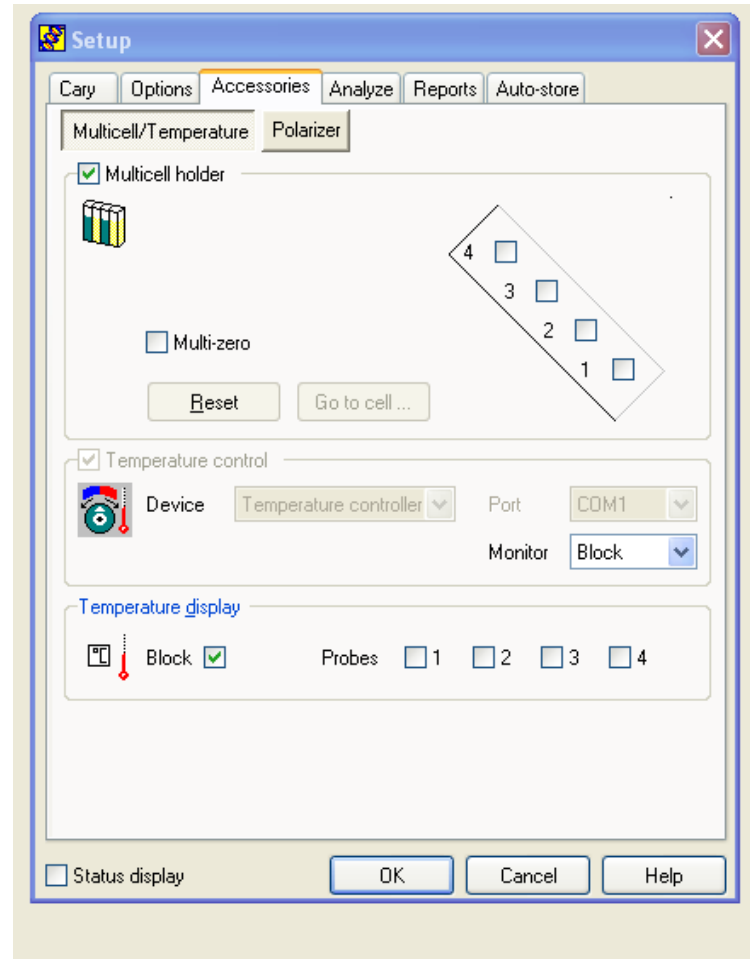 Setup
Cary Options Accessories Analyze Reports Auto-store
Multicell/Temperature Polarizer
Multicell holder
4
3
2
1
Multi-zero
Reset Go to cell ...
Temperature control
Device Temperature controller Port COM1
Monitor Block
Temperature display
°C Block Probes 1 2 3 4
Status display OK Cancel Help